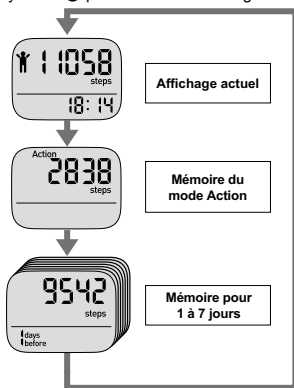 11058
steps
18:14
Affichage actuel
Action
2838
steps
Mémoire du
mode Action
9542
steps
1 days
before
Mémoire pour
1 à 7 jours